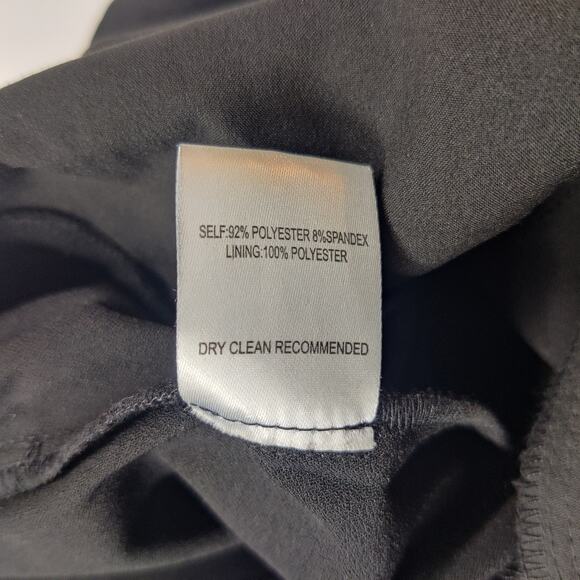 SELF:92% POLYESTER 8%SPANDEX
LINING:100% POLYESTER
DRY CLEAN RECOMMENDED